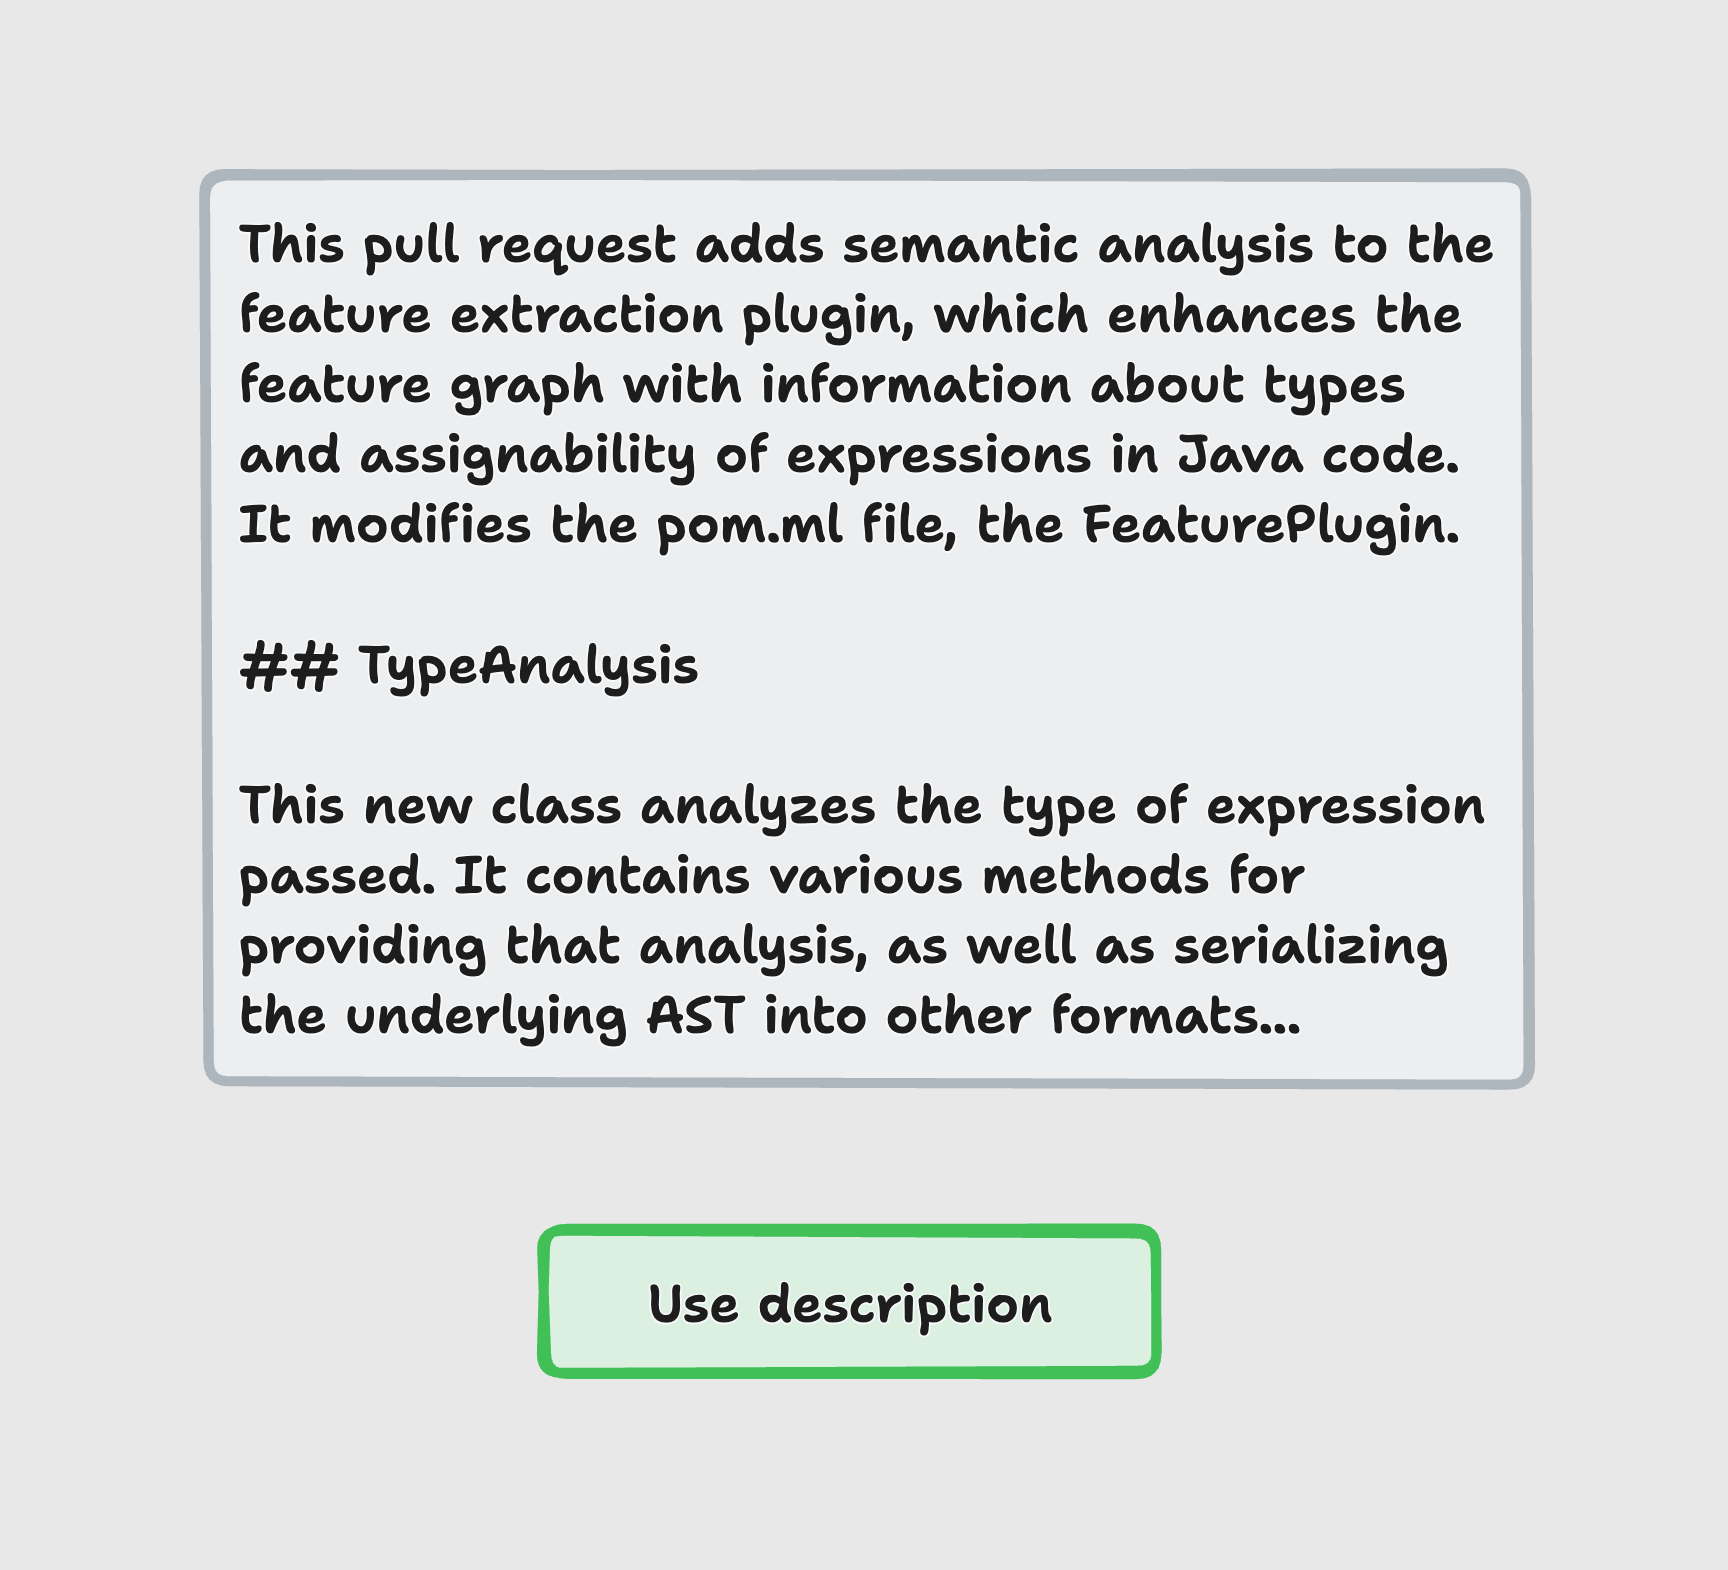 This pull request adds semantic analysis to the
feature extraction plugin, which enhances the
feature graph with information about types
and assignability of expressions in Java code.
It modifies the pom.ml file, the FeaturePlugin.
## TypeAnalysis
This new class analyzes the type of expression
passed. It contains various methods for
providing that analysis, as well as serializing
the underlying AST into other formats...
Use description